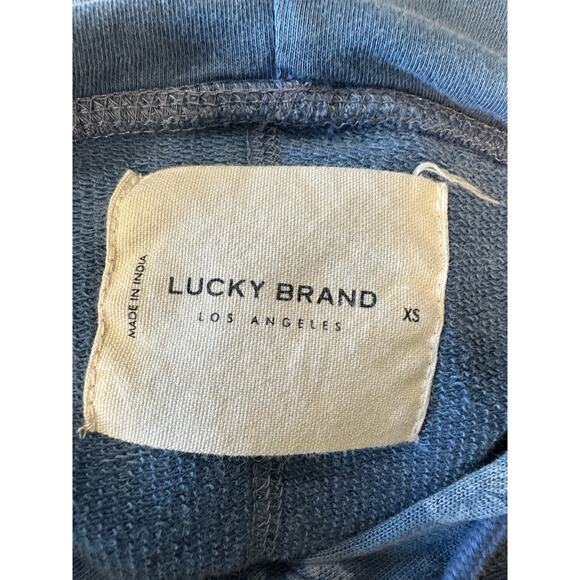 MADE IN INDIA
LUCKY BRAND
LOS ANGELES
XS